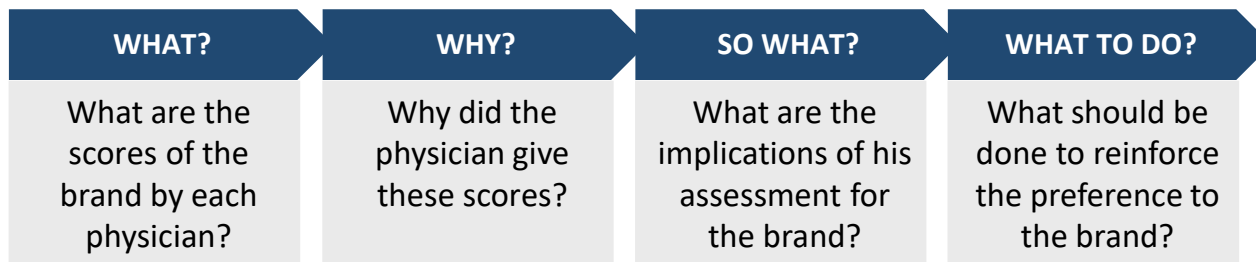 WHAT?
What are the
scores of the
brand by each
physician?
WHY?
Why did the
physician give
these scores?
SO WHAT?
What are the
implications of his
assessment for
the brand?
WHAT TO DO?
What should be
done to reinforce
the preference to
the brand?